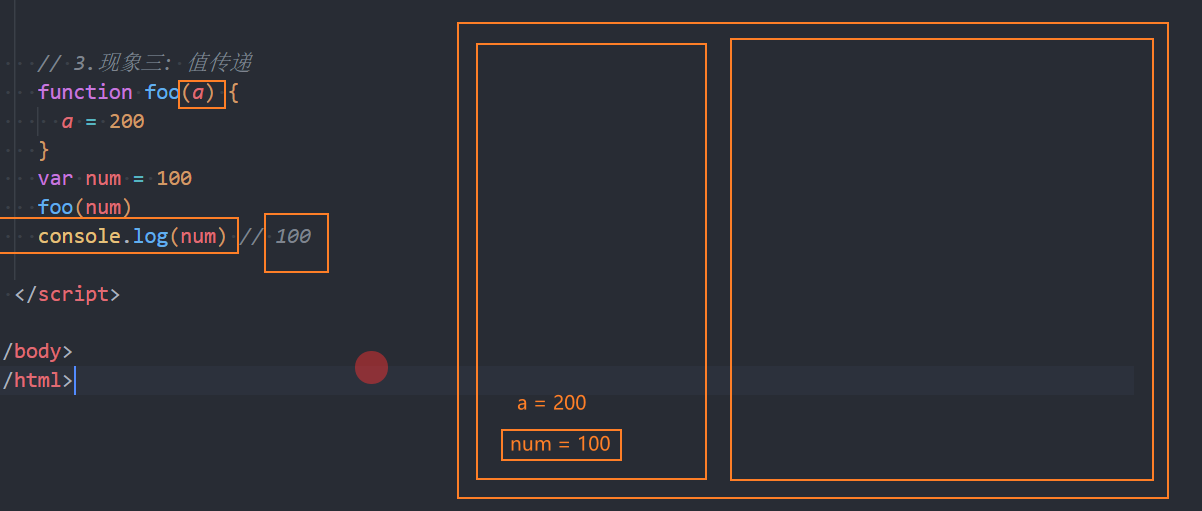 // 3.现象三: 值传递
function foo(a) {
a = 200
}
var num = 100
foo(num)
console.log(num) // 100
</script>
/body>
/html>
a = 200
num = 100